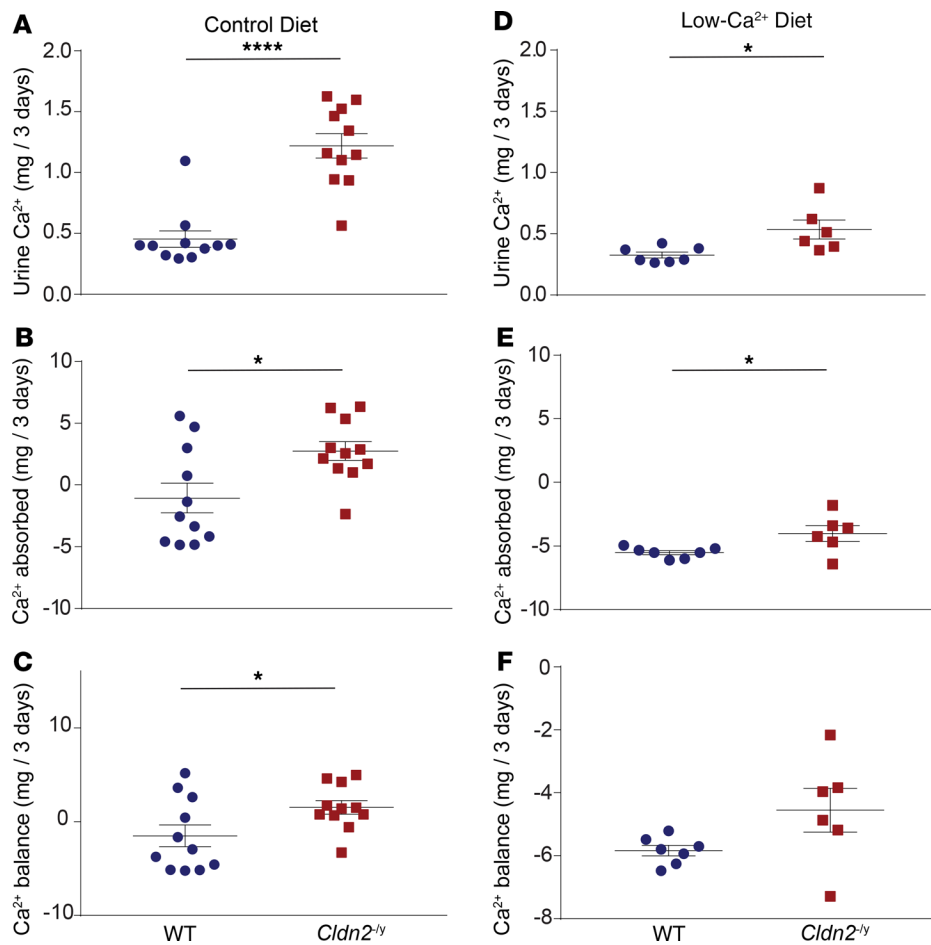 A
Control Diet
****
Urine Ca²⁺ (mg / 3 days)
2.0
1.5
1.0
0.5
0.0
D
Low-Ca²⁺ Diet
*
Urine Ca²⁺ (mg / 3 days)
2.0
1.5
1.0
0.5
0.0
B
*
Ca²⁺ absorbed (mg / 3 days)
10
5
0
-5
-10
E
*
Ca²⁺ absorbed (mg / 3 days)
10
5
0
-5
-10
C
*
Ca²⁺ balance (mg / 3 days)
10
0
-10
WT
Cldn2⁻/ʸ
F
Ca²⁺ balance (mg / 3 days)
0
-2
-4
-6
-8
WT
Cldn2⁻/ʸ